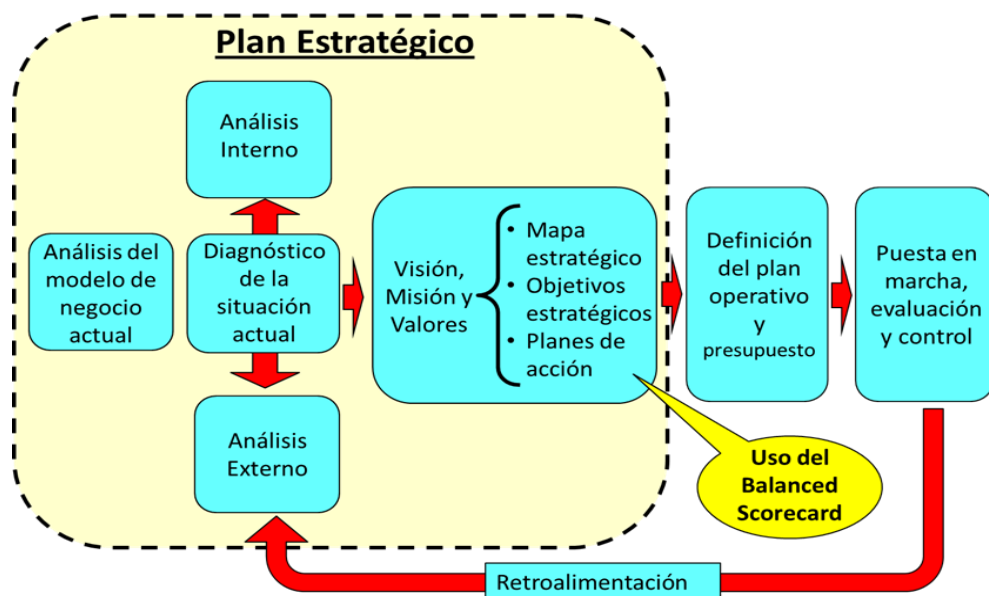 Plan Estratégico
Análisis
Interno
Análisis del
modelo de
negocio
actual
Diagnóstico
de la
situación
actual
Análisis
Externo
Visión,
Misión y
Valores
• Mapa
estratégico
• Objetivos
estratégicos
• Planes de
acción
Definición
del plan
operativo
y
presupuesto
Puesta en
marcha,
evaluación
y control
Uso del
Balanced
Scorecard
Retroalimentación